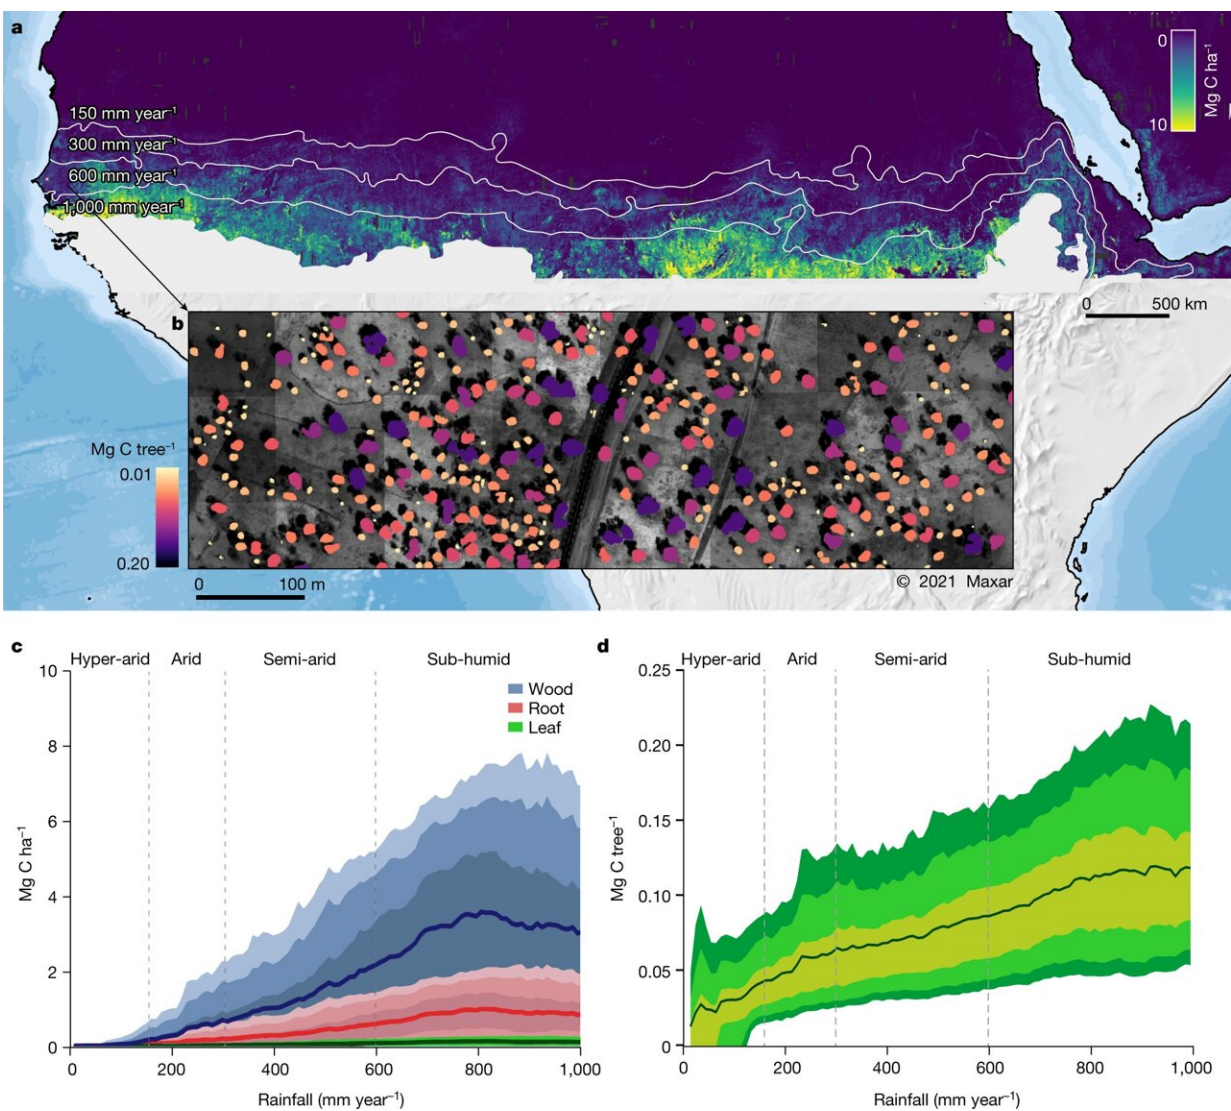 a
150 mm year⁻¹
300 mm year⁻¹
600 mm year⁻¹
1,000 mm year⁻¹
0
10
Mg C ha⁻¹
0 500 km
b
Mg C tree⁻¹
0.01
0.20
0 100 m
© 2021 Maxar
c
Hyper-arid Arid Semi-arid Sub-humid
Wood
Root
Leaf
10
8
6
4
2
0
Mg C ha⁻¹
0 200 400 600 800 1,000
Rainfall (mm year⁻¹)
d
Hyper-arid Arid Semi-arid Sub-humid
0.25
0.20
0.15
0.10
0.05
0
Mg C tree⁻¹
0 200 400 600 800 1,000
Rainfall (mm year⁻¹)